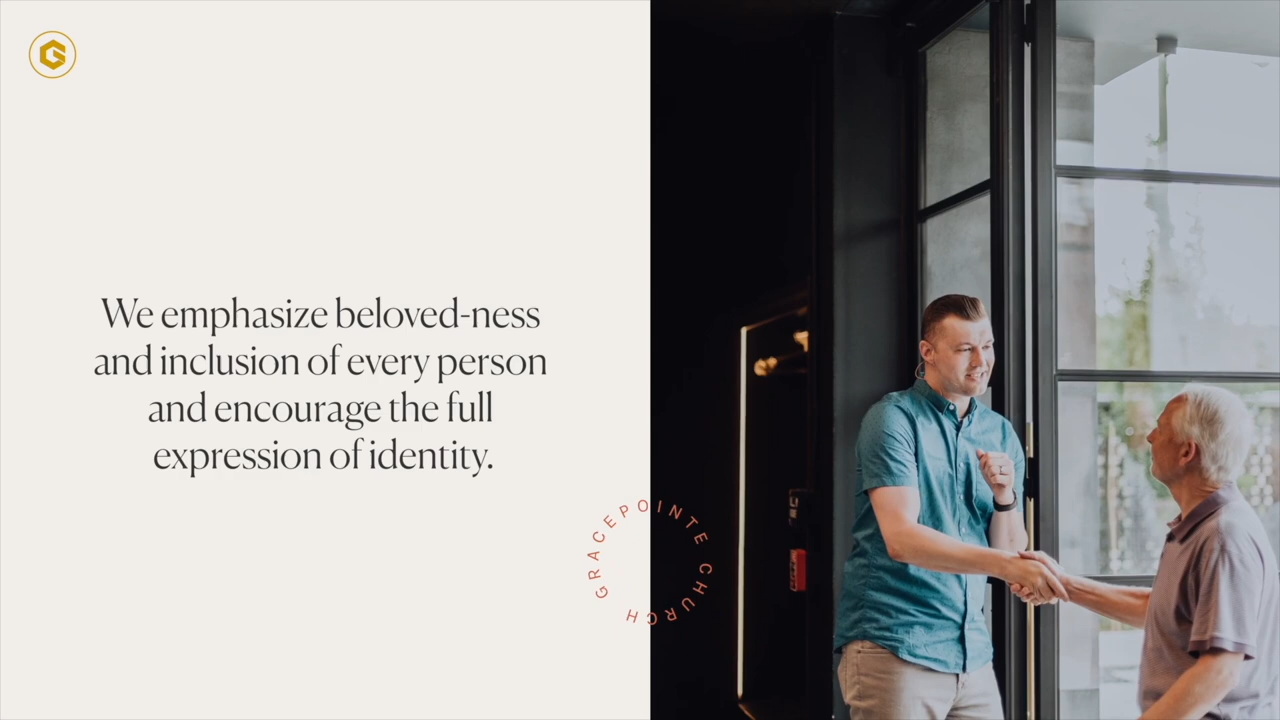 We emphasize beloved-ness
and inclusion of every person
and encourage the full
expression of identity.
GRACEPOINTE CHURCH